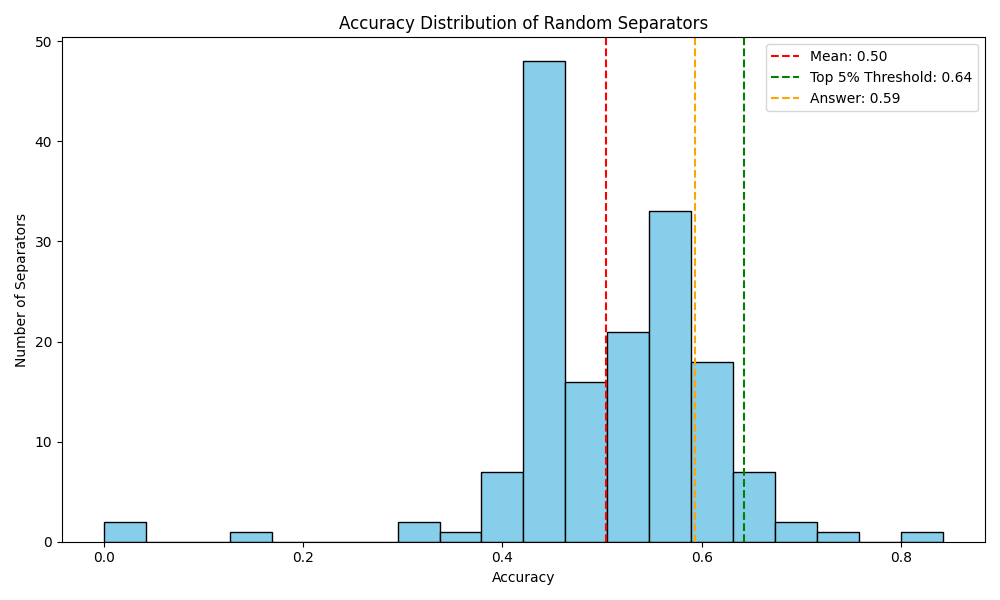 Accuracy Distribution of Random Separators
Mean: 0.50
Top 5% Threshold: 0.64
Answer: 0.59
Number of Separators
50
40
30
20
10
0
0.0 0.2 0.4 0.6 0.8
Accuracy